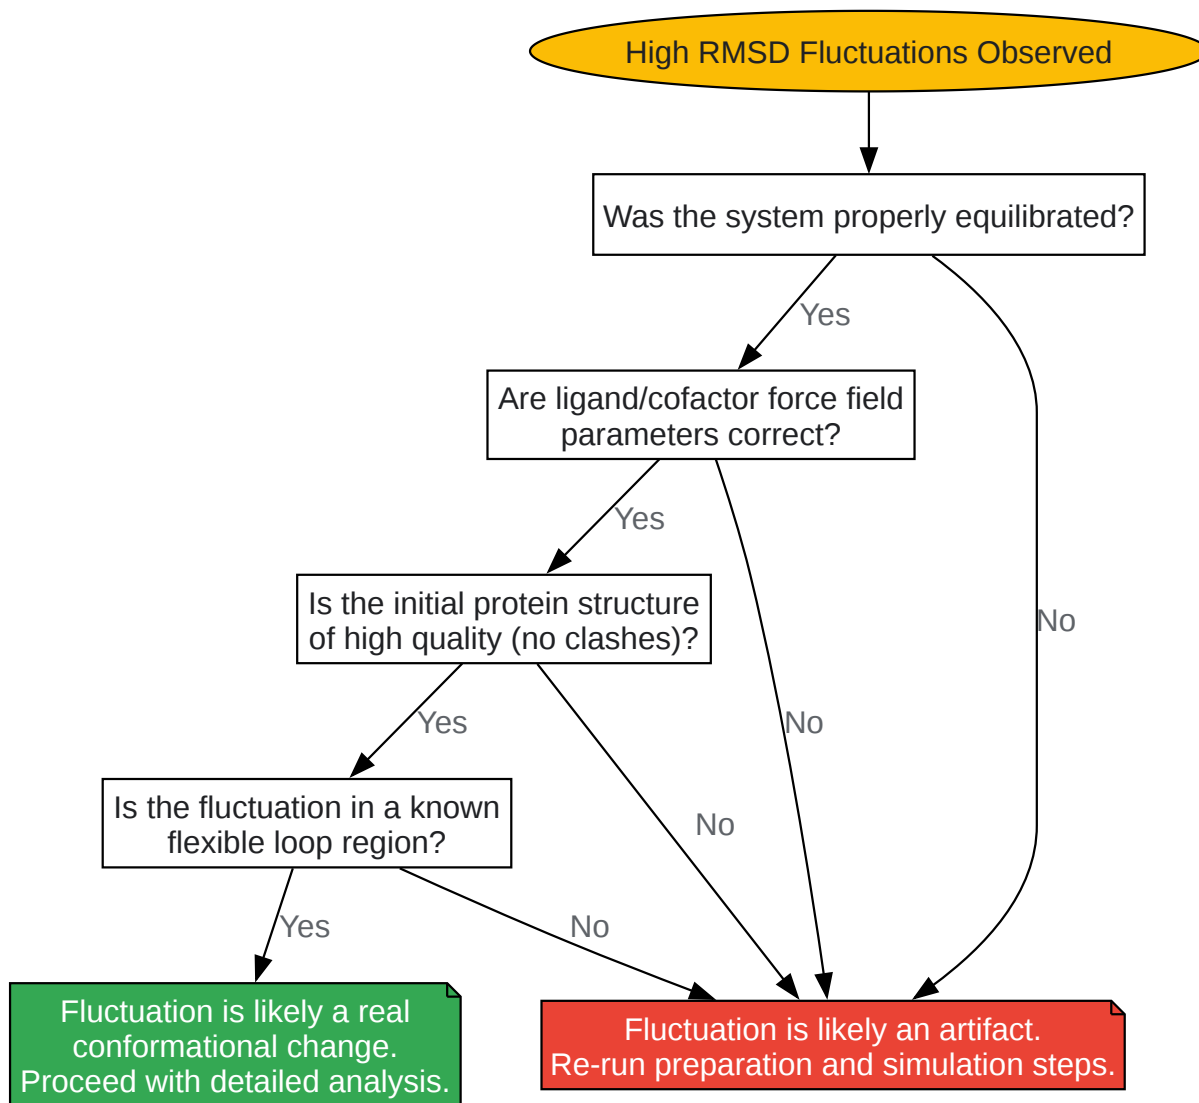 High RMSD Fluctuations Observed
Was the system properly equilibrated?
Yes
Are ligand/cofactor force field
parameters correct?
Yes
Is the initial protein structure
of high quality (no clashes)?
No
Yes
No
Is the fluctuation in a known
flexible loop region?
No
Yes
No
Fluctuation is likely a real
conformational change.
Proceed with detailed analysis.
Fluctuation is likely an artifact.
Re-run preparation and simulation steps.